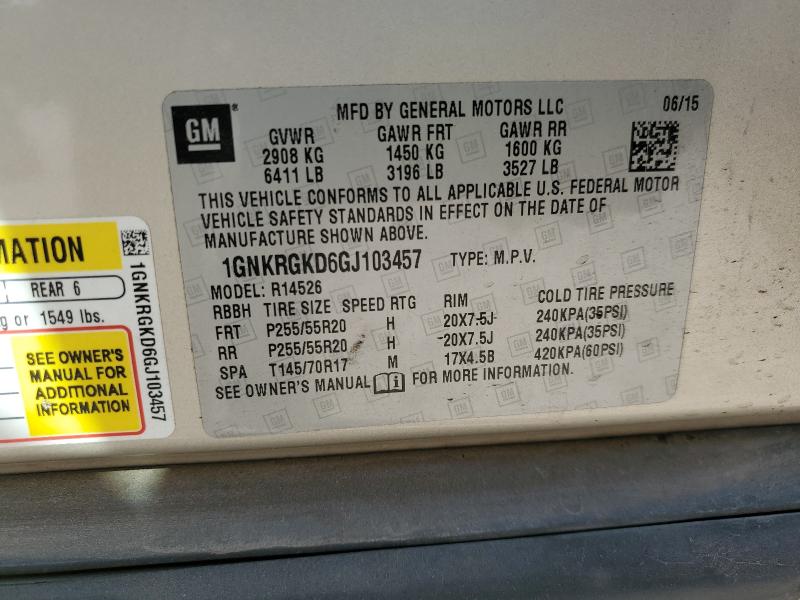 GM
MFD BY GENERAL MOTORS LLC 06/15
GVWR GAWR FRT GAWR RR
2908 KG 1450 KG 1600 KG
6411 LB 3196 LB 3527 LB
THIS VEHICLE CONFORMS TO ALL APPLICABLE U.S. FEDERAL MOTOR
VEHICLE SAFETY STANDARDS IN EFFECT ON THE DATE OF
MANUFACTURE SHOWN ABOVE.
1GNKRGKD6GJ103457 TYPE: M.P.V.
MODEL: R14526
RBBH TIRE SIZE SPEED RTG RIM COLD TIRE PRESSURE
FRT P255/55R20 H 20X7.5J 240KPA(35PSI)
RR P255/55R20 H 20X7.5J 240KPA(35PSI)
SPA T145/70R17 M 17X4.5B 420KPA(60PSI)
SEE OWNER'S MANUAL FOR MORE INFORMATION.
MATION
REAR 6
g or 1549 lbs.
SEE OWNER'S
MANUAL FOR
ADDITIONAL
INFORMATION
1GNKRGKD6GJ103457